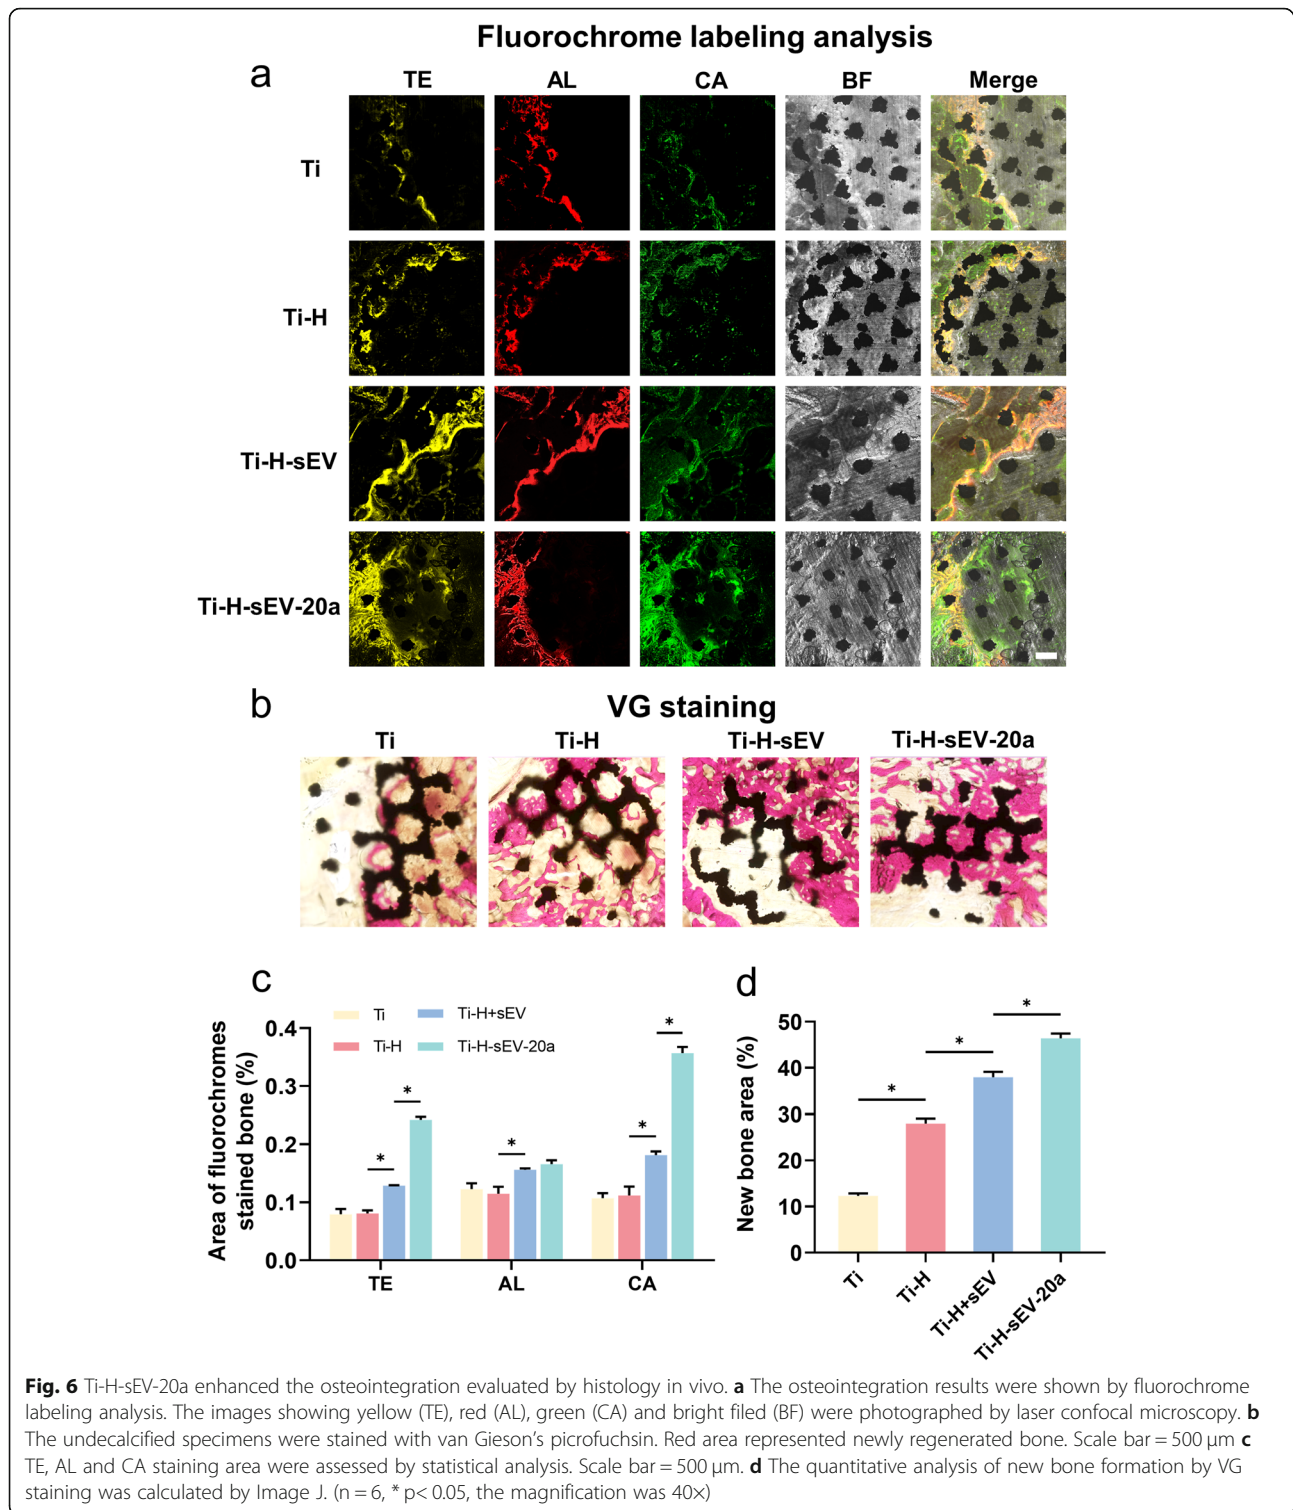 Fluorochrome labeling analysis
a
TE AL CA BF Merge
Ti
Ti-H
Ti-H-sEV
Ti-H-sEV-20a
b
VG staining
Ti Ti-H Ti-H-sEV Ti-H-sEV-20a
c
Area of fluorochromes
stained bone (%)
0.4
0.3
0.2
0.1
0.0
Ti
Ti-H
Ti-H+sEV
Ti-H-sEV-20a
* * * * *
TE AL CA
d
New bone area (%)
50
40
30
20
10
0
* * *
Ti
Ti-H
Ti-H+sEV
Ti-H-sEV-20a
Fig. 6 Ti-H-sEV-20a enhanced the osteointegration evaluated by histology in vivo. a The osteointegration results were shown by fluorochrome
labeling analysis. The images showing yellow (TE), red (AL), green (CA) and bright filed (BF) were photographed by laser confocal microscopy. b
The undecalcified specimens were stained with van Gieson's picrofuchsin. Red area represented newly regenerated bone. Scale bar = 500 μm c
TE, AL and CA staining area were assessed by statistical analysis. Scale bar = 500 μm. d The quantitative analysis of new bone formation by VG
staining was calculated by Image J. (n = 6, * p< 0.05, the magnification was 40×)